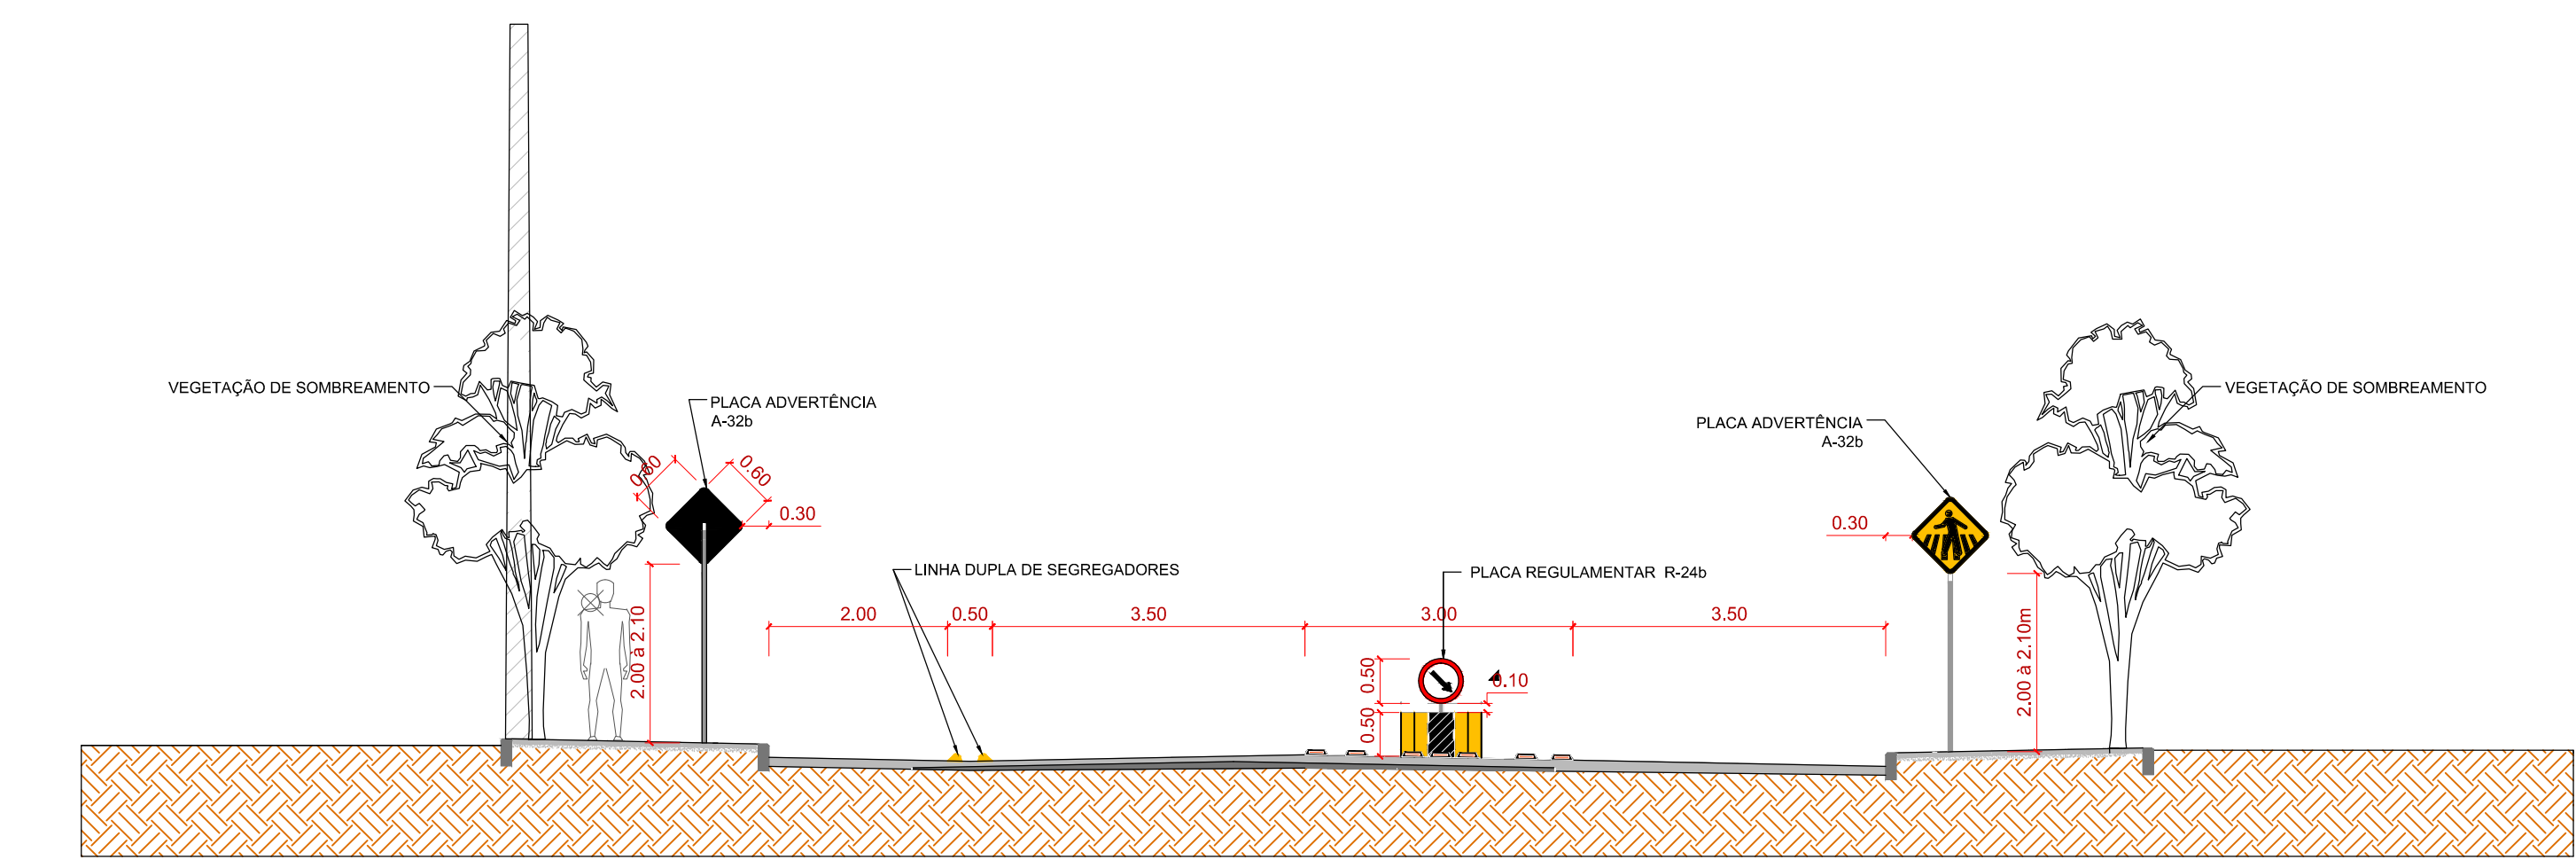 VEGETAÇÃO DE SOMBREAMENTO
PLACA ADVERTÊNCIA
A-32b
PLACA ADVERTÊNCIA
A-32b
VEGETAÇÃO DE SOMBREAMENTO
0.60
0.60
0.30
0.30
LINHA DUPLA DE SEGREGADORES
PLACA REGULAMENTAR R-24b
2.00
0.50
3.50
3.00
3.50
2.00 à 2.10
0.50
0.10
0.50
2.00 à 2.10m